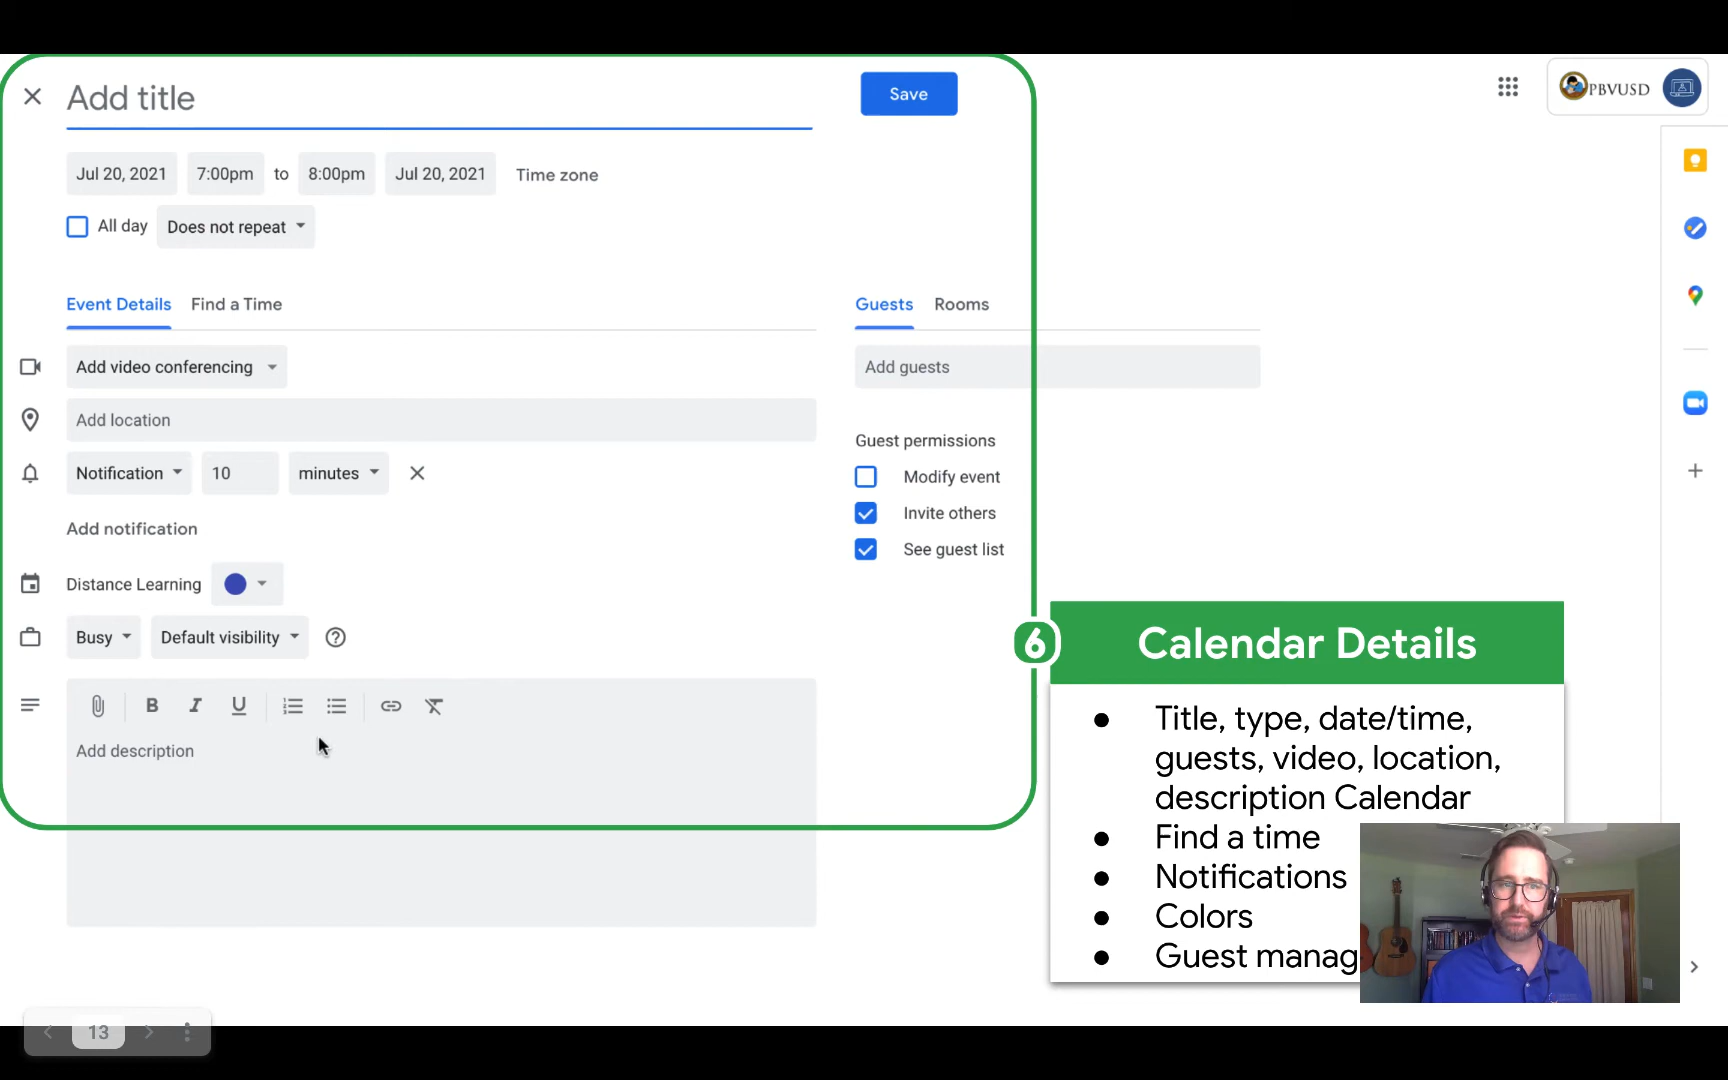 Add title
Save
PBVUSD
Jul 20, 2021 7:00pm to 8:00pm Jul 20, 2021 Time zone
All day Does not repeat
Event Details Find a Time
Guests Rooms
Add video conferencing
Add guests
Add location
Guest permissions
Notification 10 minutes
Modify event
Invite others
Add notification
See guest list
Distance Learning
Busy Default visibility
B I U
Add description
6
Calendar Details
Title, type, date/time,
guests, video, location,
description Calendar
Find a time
Notifications
Colors
Guest manag
13